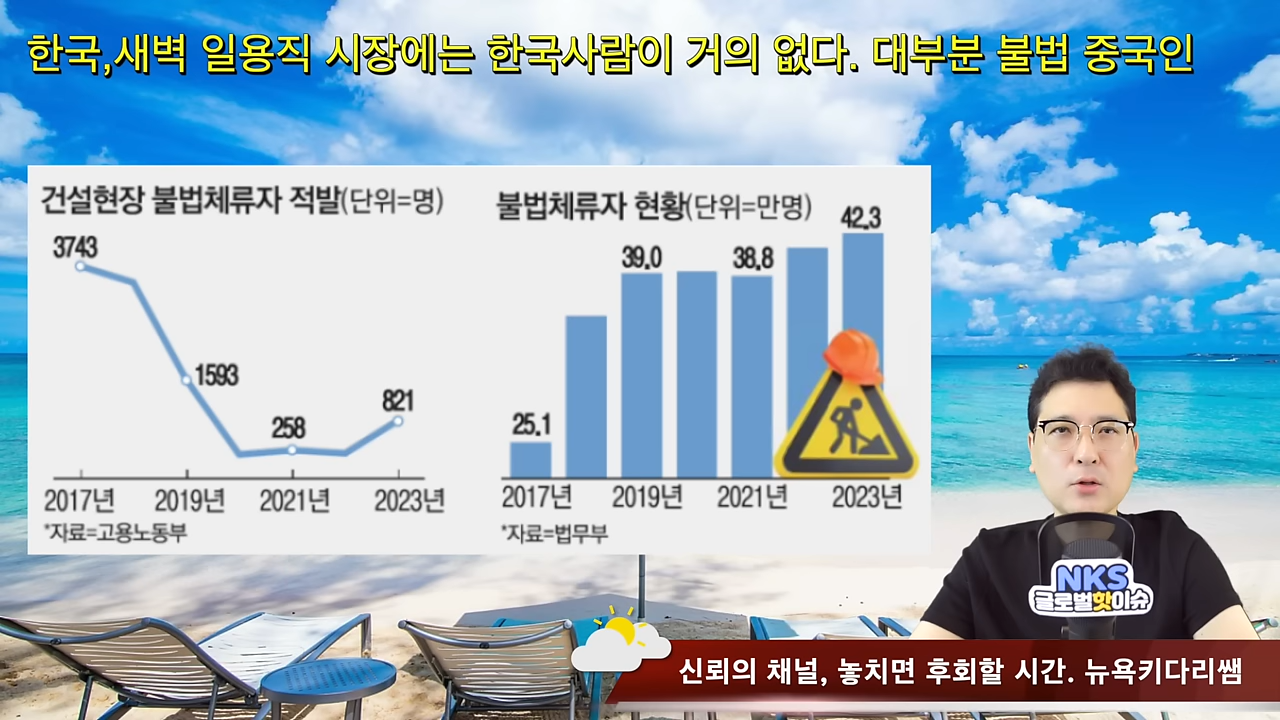 한국,새벽 일용직 시장에는 한국사람이 거의 없다. 대부분 불법 중국인
건설현장 불법체류자 적발(단위=명)
3743
1593
258
821
2017년 2019년 2021년 2023년
*자료=고용노동부
불법체류자 현황(단위=만명)
25.1
39.0
38.8
42.3
2017년 2019년 2021년 2023년
*자료=법무부
NKS
글로벌핫이슈
신뢰의 채널, 놓치면 후회할 시간. 뉴욕키다리쌤